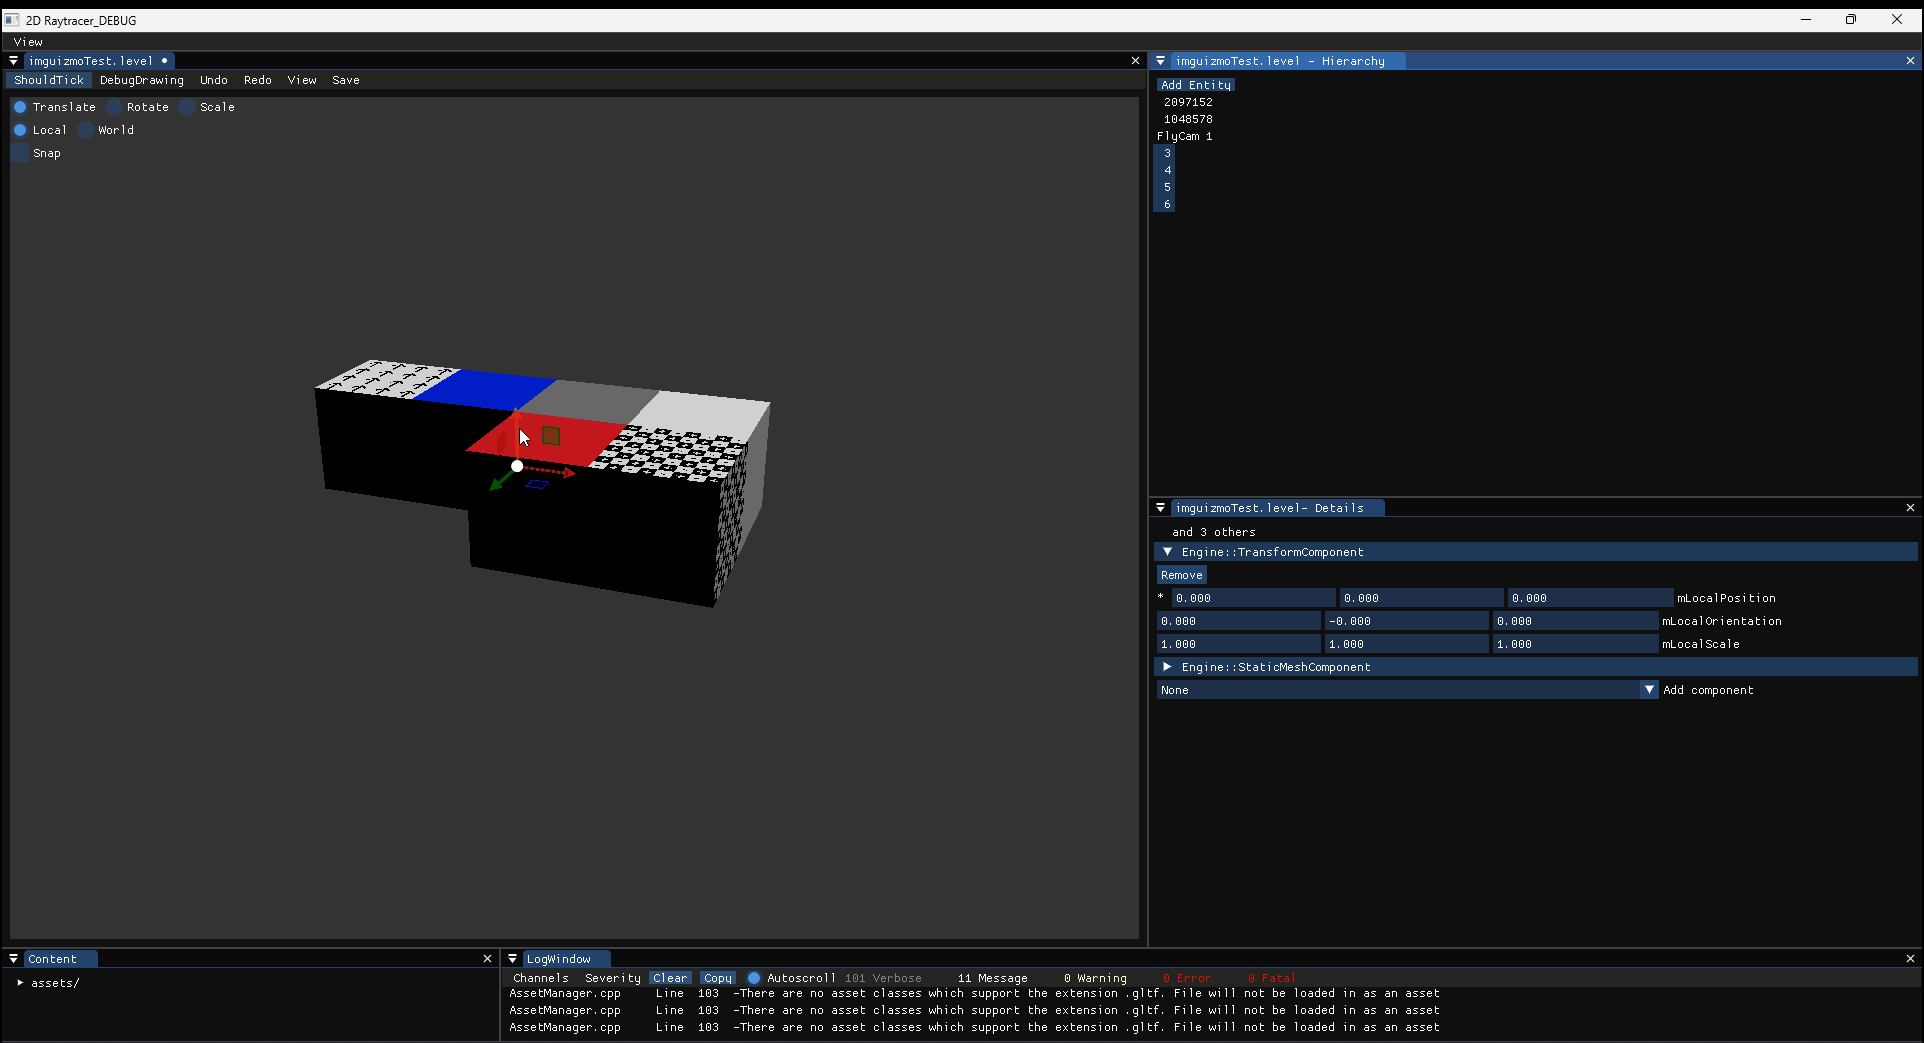 2D Raytracer_DEBUG
View
imguizmoTest.level
ShouldTick DebugDrawing Undo Redo View Save
Translate Rotate Scale
Local World
Snap
imguizmoTest.level - Hierarchy
Add Entity
2097152
1048578
FlyCam 1
3
4
5
6
imguizmoTest.level- Details
and 3 others
Engine::TransformComponent
Remove
* 0.000 0.000 0.000 mLocalPosition
0.000 -0.000 0.000 mLocalOrientation
1.000 1.000 1.000 mLocalScale
Engine::StaticMeshComponent
None Add component
Content
assets/
LogWindow
Channels Severity Clear Copy Autoscroll 101 Verbose 11 Message 0 Warning 0 Error 0 Fatal
AssetManager.cpp Line 103 -There are no asset classes which support the extension .gltf. File will not be loaded in as an asset
AssetManager.cpp Line 103 -There are no asset classes which support the extension .gltf. File will not be loaded in as an asset
AssetManager.cpp Line 103 -There are no asset classes which support the extension .gltf. File will not be loaded in as an asset